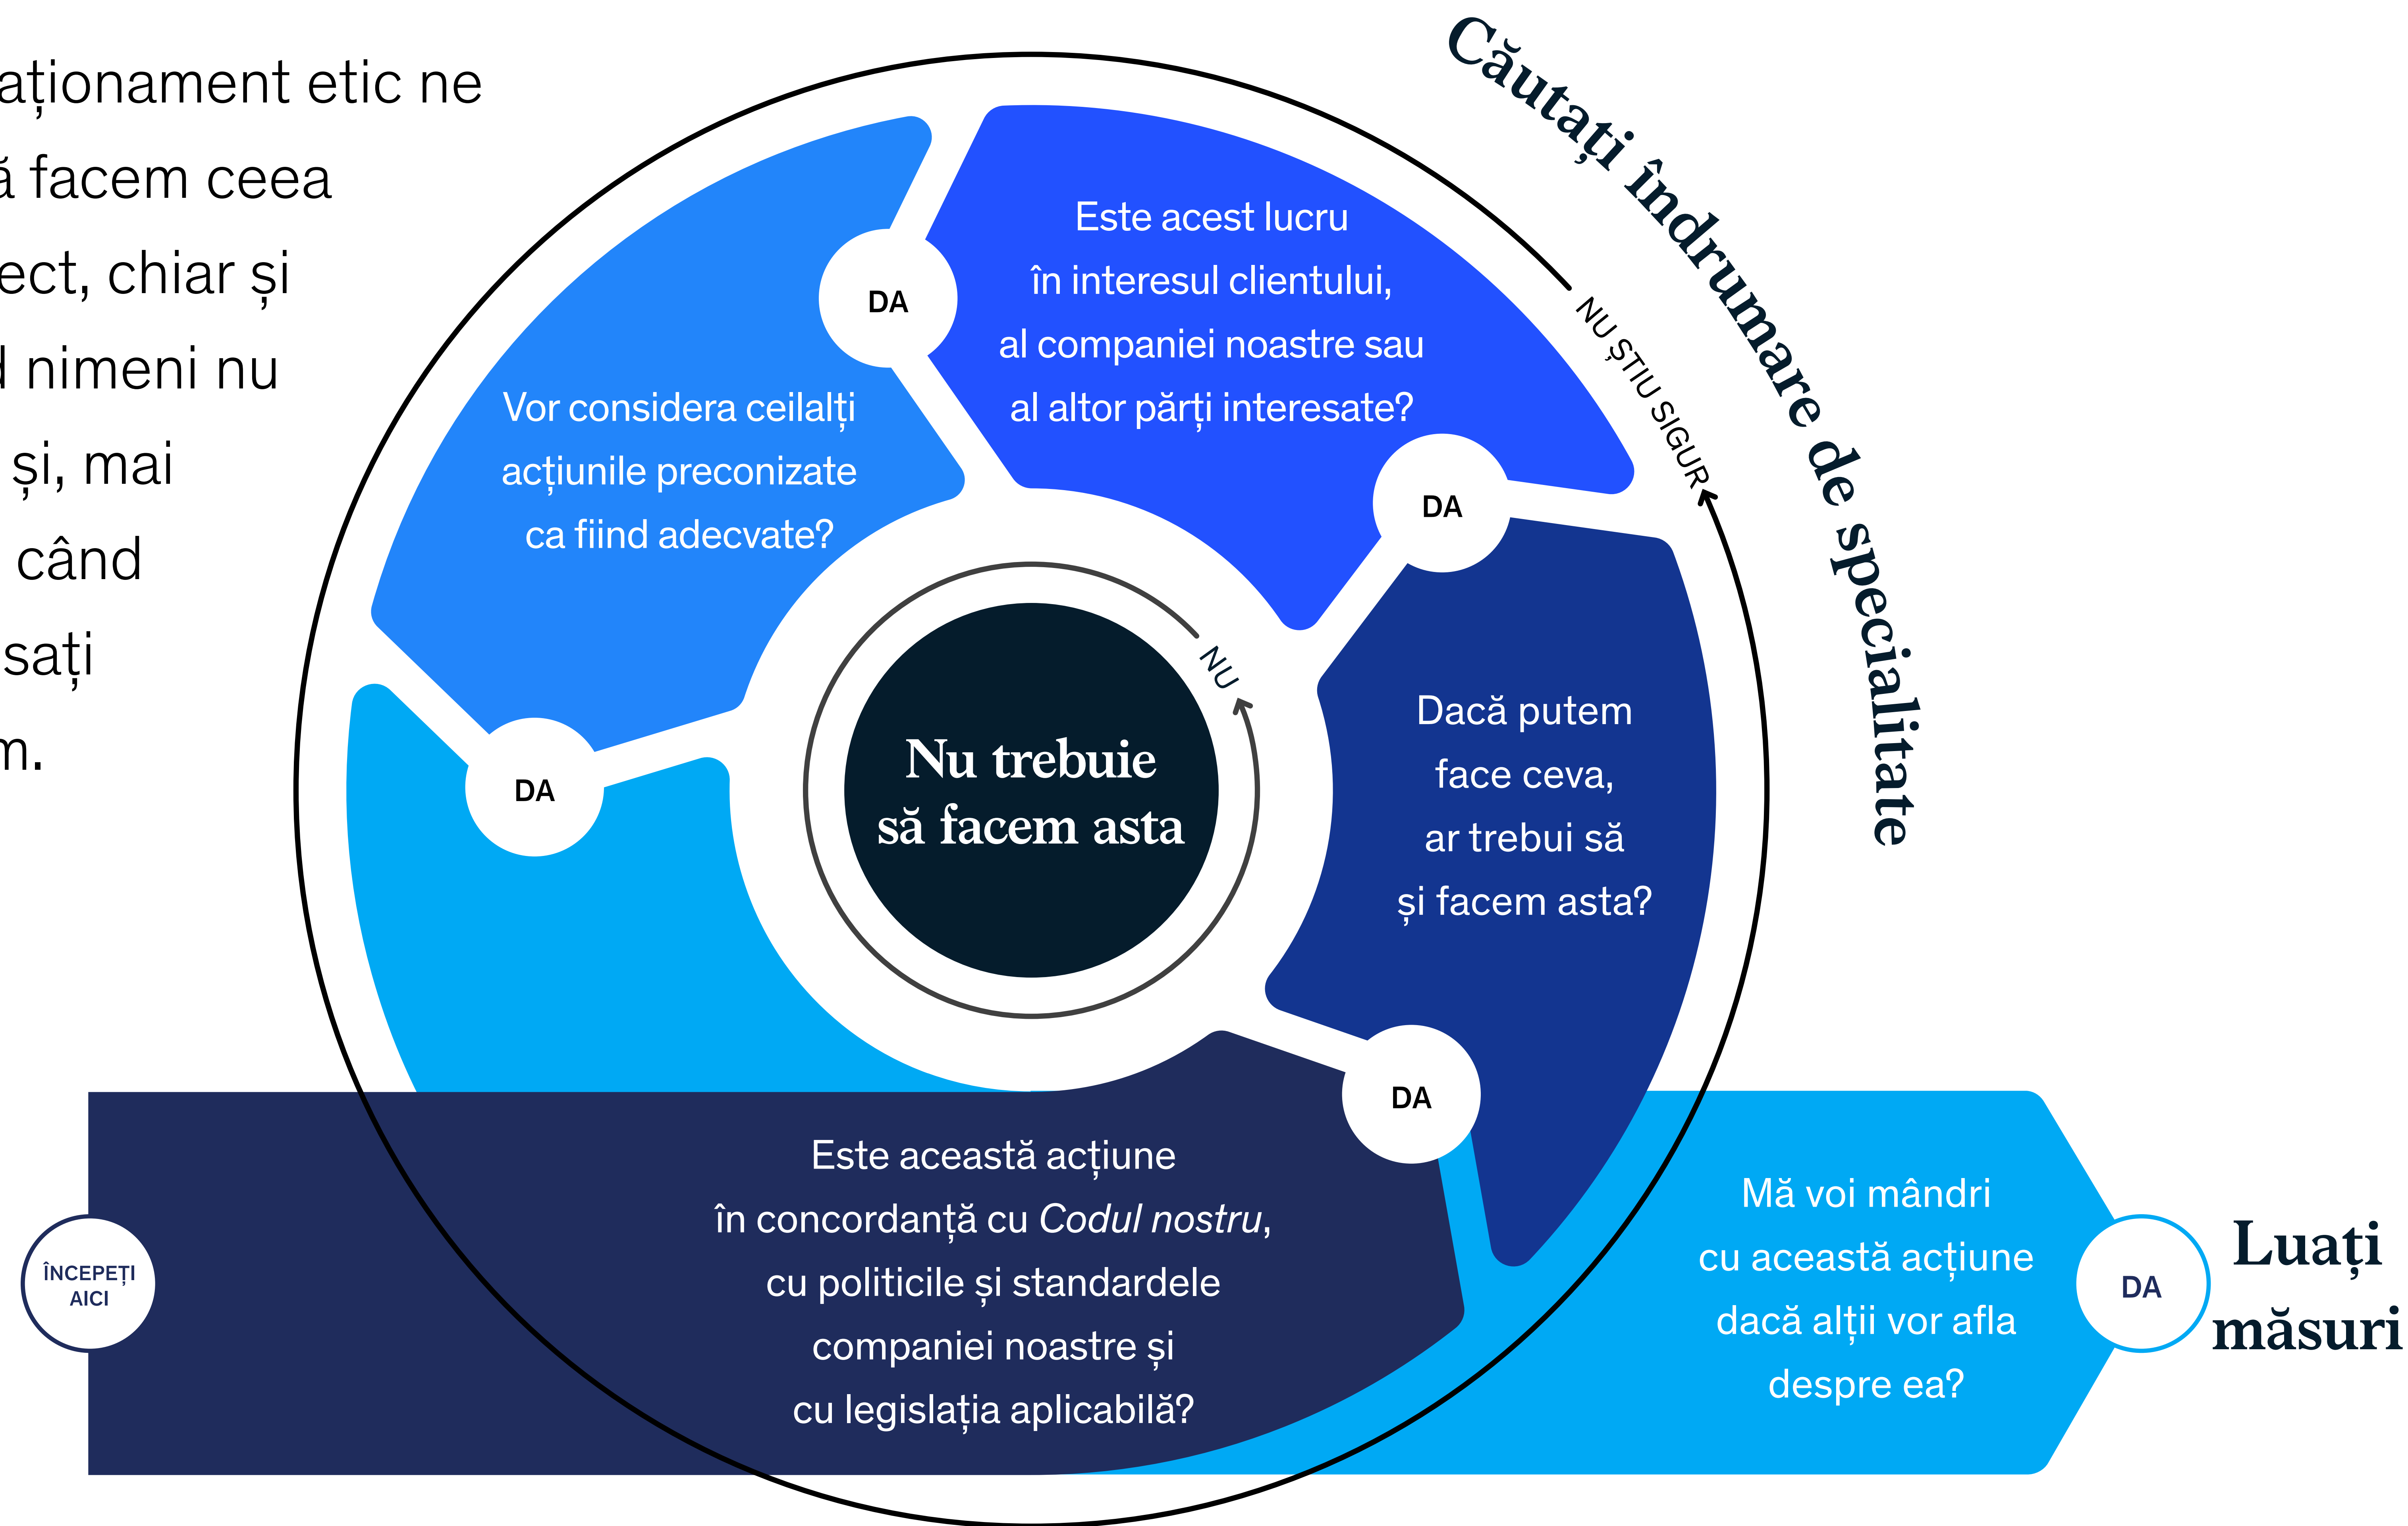 ationament etic ne
ă facem ceea
ect, chiar și
nimeni nu
și, mai
când
sați
m.
Căutați îndrumare de specialitate
NU ȘTIU SIGUR
Este acest lucru
în interesul clientului,
al companiei noastre sau
al altor părți interesate?
DA
Vor considera ceilalți
acțiunile preconizate
ca fiind adecvate?
DA
DA
NU
Nu trebuie
să facem asta
Dacă putem
face ceva,
ar trebui să
și facem asta?
DA
ÎNCEPEȚI
AICI
Este această acțiune
în concordanță cu Codul nostru,
cu politicile și standardele
companiei noastre și
cu legislația aplicabilă?
Mă voi mândri
cu această acțiune
dacă alții vor afla
despre ea?
DA
Luați
măsuri